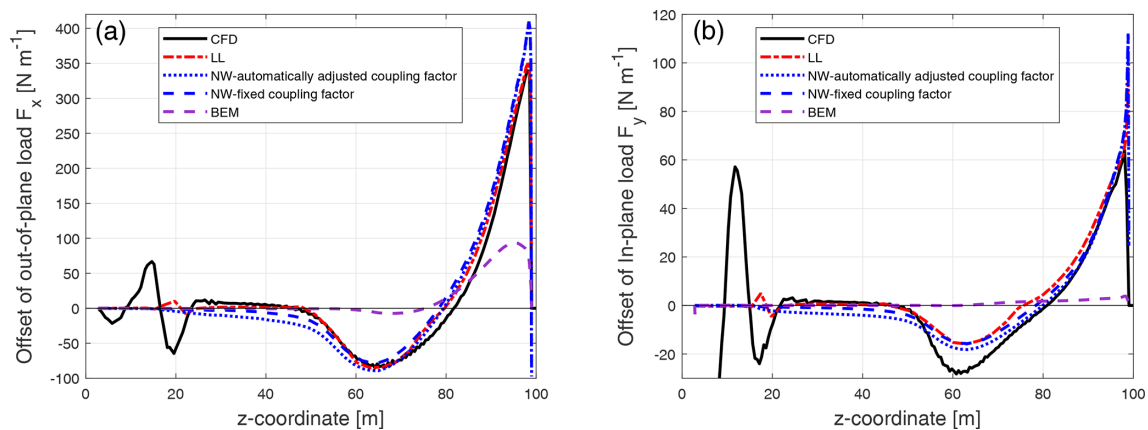 (a)
CFD
LL
NW-automatically adjusted coupling factor
NW-fixed coupling factor
BEM
Offset of out-of-plane load F_x [N m^-1]
400
350
300
250
200
150
100
50
0
-50
-100
0 20 40 60 80 100
z-coordinate [m]
(b)
CFD
LL
NW-automatically adjusted coupling factor
NW-fixed coupling factor
BEM
Offset of In-plane load F_y [N m^-1]
120
100
80
60
40
20
0
-20
0 20 40 60 80 100
z-coordinate [m]